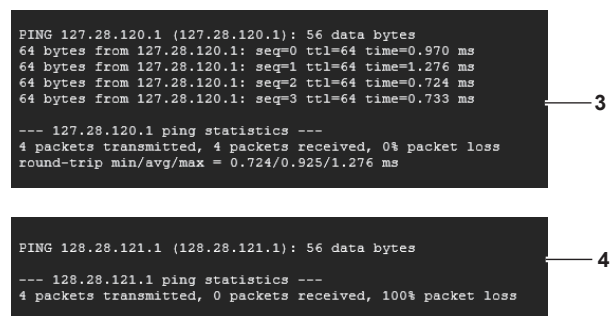 PING 127.28.120.1 (127.28.120.1): 56 data bytes
64 bytes from 127.28.120.1: seq=0 ttl=64 time=0.970 ms
64 bytes from 127.28.120.1: seq=1 ttl=64 time=1.276 ms
64 bytes from 127.28.120.1: seq=2 ttl=64 time=0.724 ms
64 bytes from 127.28.120.1: seq=3 ttl=64 time=0.733 ms
3
--- 127.28.120.1 ping statistics ---
4 packets transmitted, 4 packets received, 0% packet loss
round-trip min/avg/max = 0.724/0.925/1.276 ms
PING 128.28.121.1 (128.28.121.1): 56 data bytes
4
--- 128.28.121.1 ping statistics ---
4 packets transmitted, 0 packets received, 100% packet loss